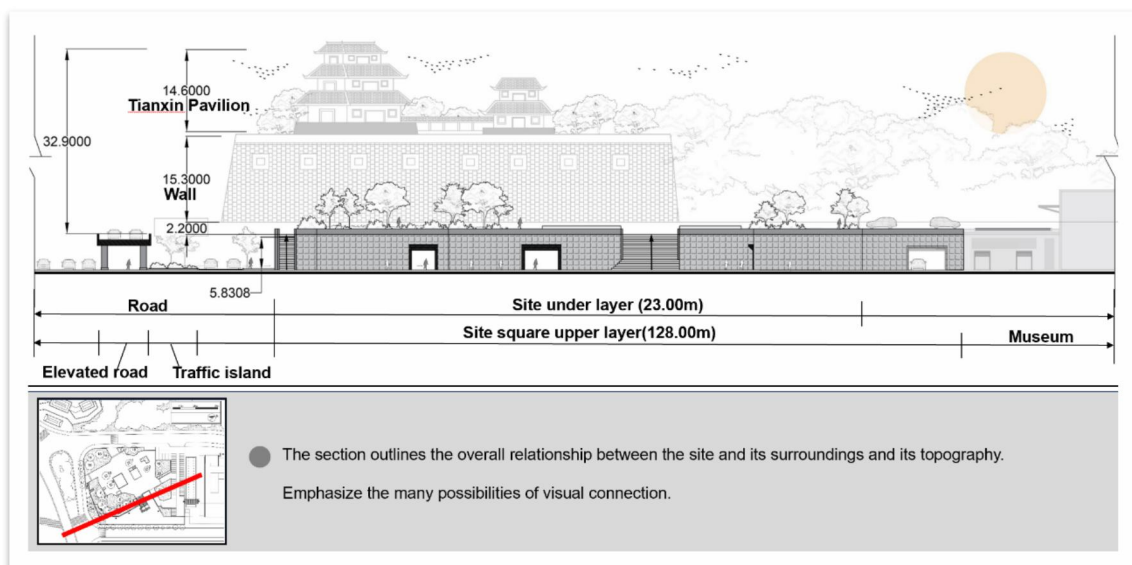 14.6000
Tianxin Pavilion
32.9000
15.3000
Wall
2.2000
5.8308
Road
Site under layer (23.00m)
Site square upper layer(128.00m)
Museum
Elevated road
Traffic island
The section outlines the overall relationship between the site and its surroundings and its topography.
Emphasize the many possibilities of visual connection.